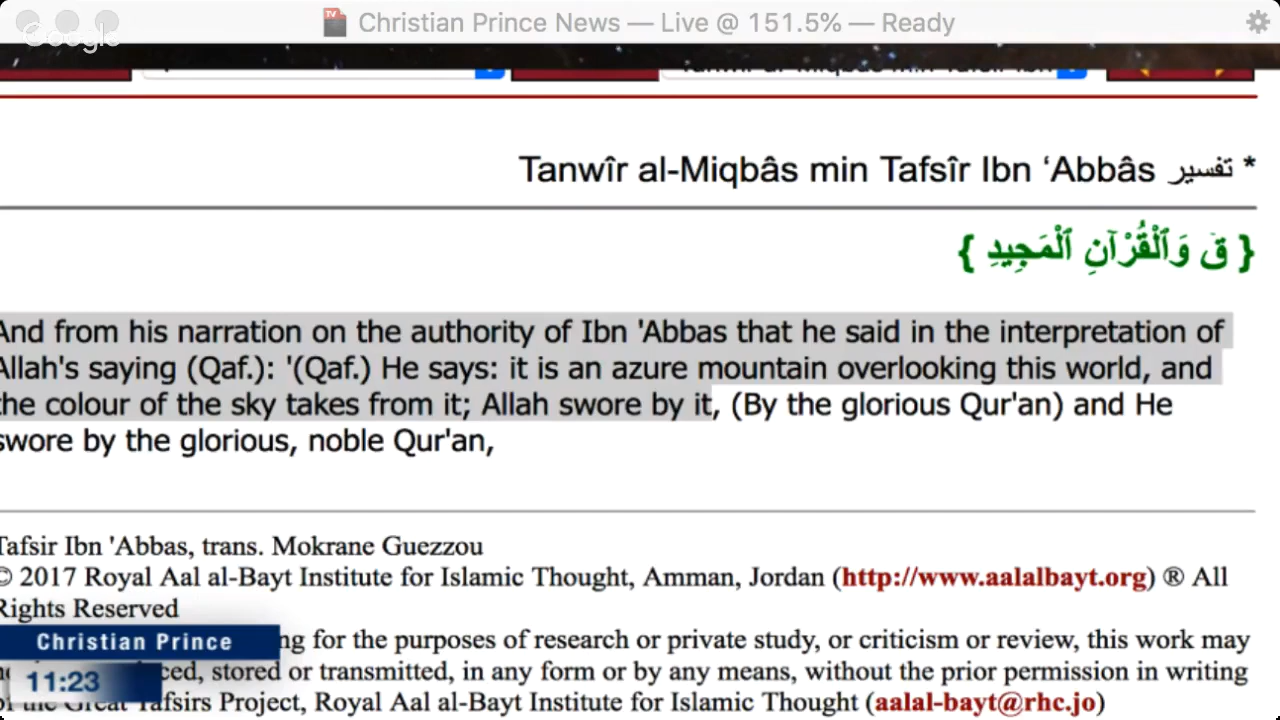 Christian Prince News — Live @ 151.5% — Ready
Google
Tanwîr al-Miqbâs min Tafsîr Ibn ‘Abbâs تفسير *
{ قۤ وَٱلْقُرْآنِ ٱلْمَجِيدِ }
And from his narration on the authority of Ibn 'Abbas that he said in the interpretation of
Allah's saying (Qaf.): '(Qaf.) He says: it is an azure mountain overlooking this world, and
the colour of the sky takes from it; Allah swore by it, (By the glorious Qur'an) and He
swore by the glorious, noble Qur'an,
Tafsir Ibn 'Abbas, trans. Mokrane Guezzou
© 2017 Royal Aal al-Bayt Institute for Islamic Thought, Amman, Jordan (http://www.aalalbayt.org) ® All
Rights Reserved
Christian Prince
ng for the purposes of research or private study, or criticism or review, this work may
11:23
ced, stored or transmitted, in any form or by any means, without the prior permission in writing
of the Great Tafsirs Project, Royal Aal al-Bayt Institute for Islamic Thought (aalal-bayt@rhc.jo)